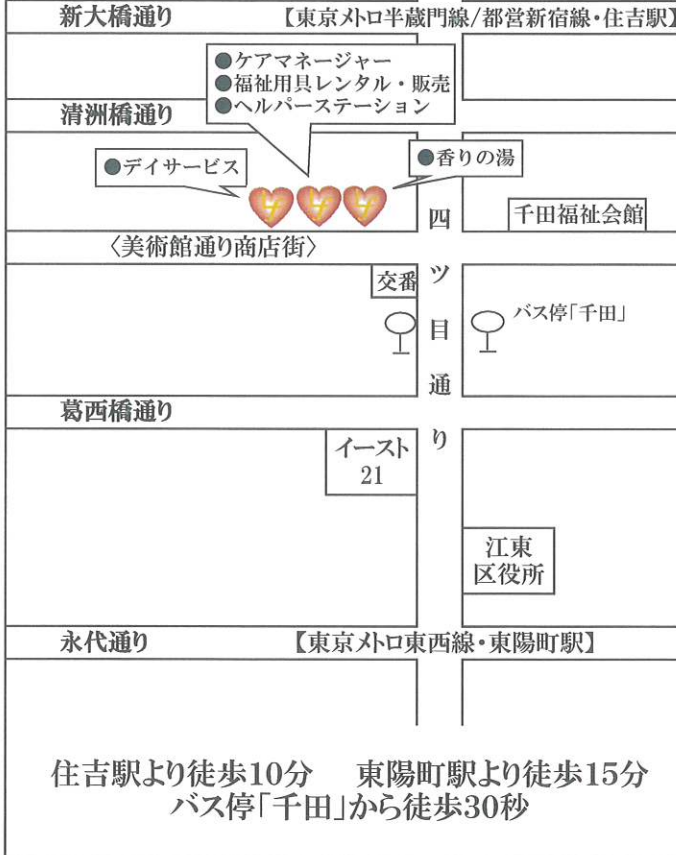 新大橋通り
【東京メトロ半蔵門線/都営新宿線・住吉駅】
●ケアマネージャー
●福祉用具レンタル・販売
●ヘルパーステーション
清洲橋通り
●デイサービス
●香りの湯
千田福祉会館
〈美術館通り商店街〉
四ツ目通り
交番
バス停「千田」
葛西橋通り
イースト
21
江東
区役所
永代通り
【東京メトロ東西線・東陽町駅】
住吉駅より徒歩10分 東陽町駅より徒歩15分
バス停「千田」から徒歩30秒